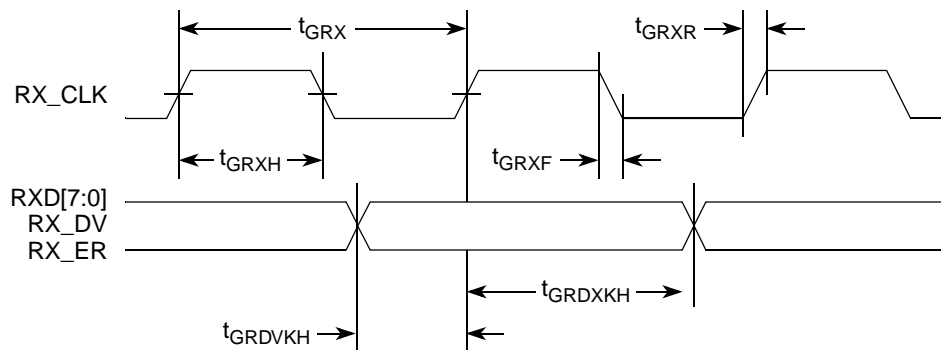 tGRX
tGRXR
RX_CLK
tGRXH
tGRXF
RXD[7:0]
RX_DV
RX_ER
tGRDXKH
tGRDVKH